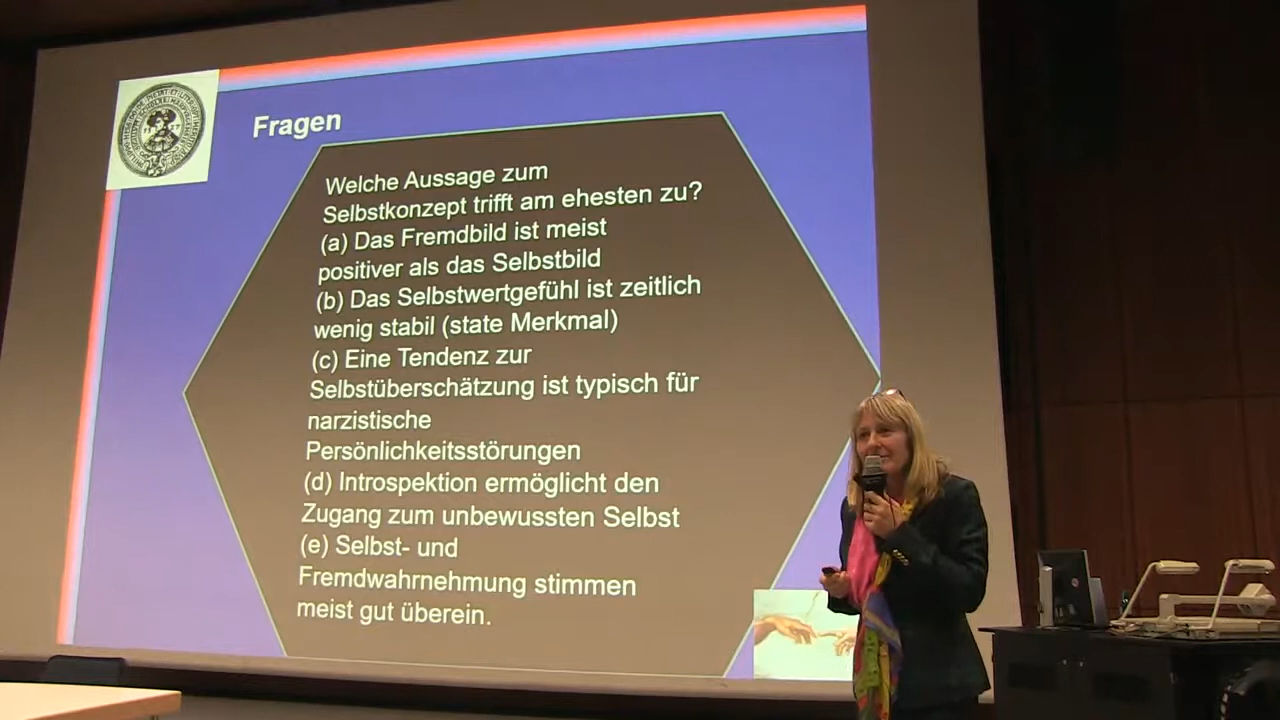 Fragen
Welche Aussage zum
Selbstkonzept trifft am ehesten zu?
(a) Das Fremdbild ist meist
positiver als das Selbstbild
(b) Das Selbstwertgefühl ist zeitlich
wenig stabil (state Merkmal)
(c) Eine Tendenz zur
Selbstüberschätzung ist typisch für
narzistische
Persönlichkeitsstörungen
(d) Introspektion ermöglicht den
Zugang zum unbewussten Selbst
(e) Selbst- und
Fremdwahrnehmung stimmen
meist gut überein.